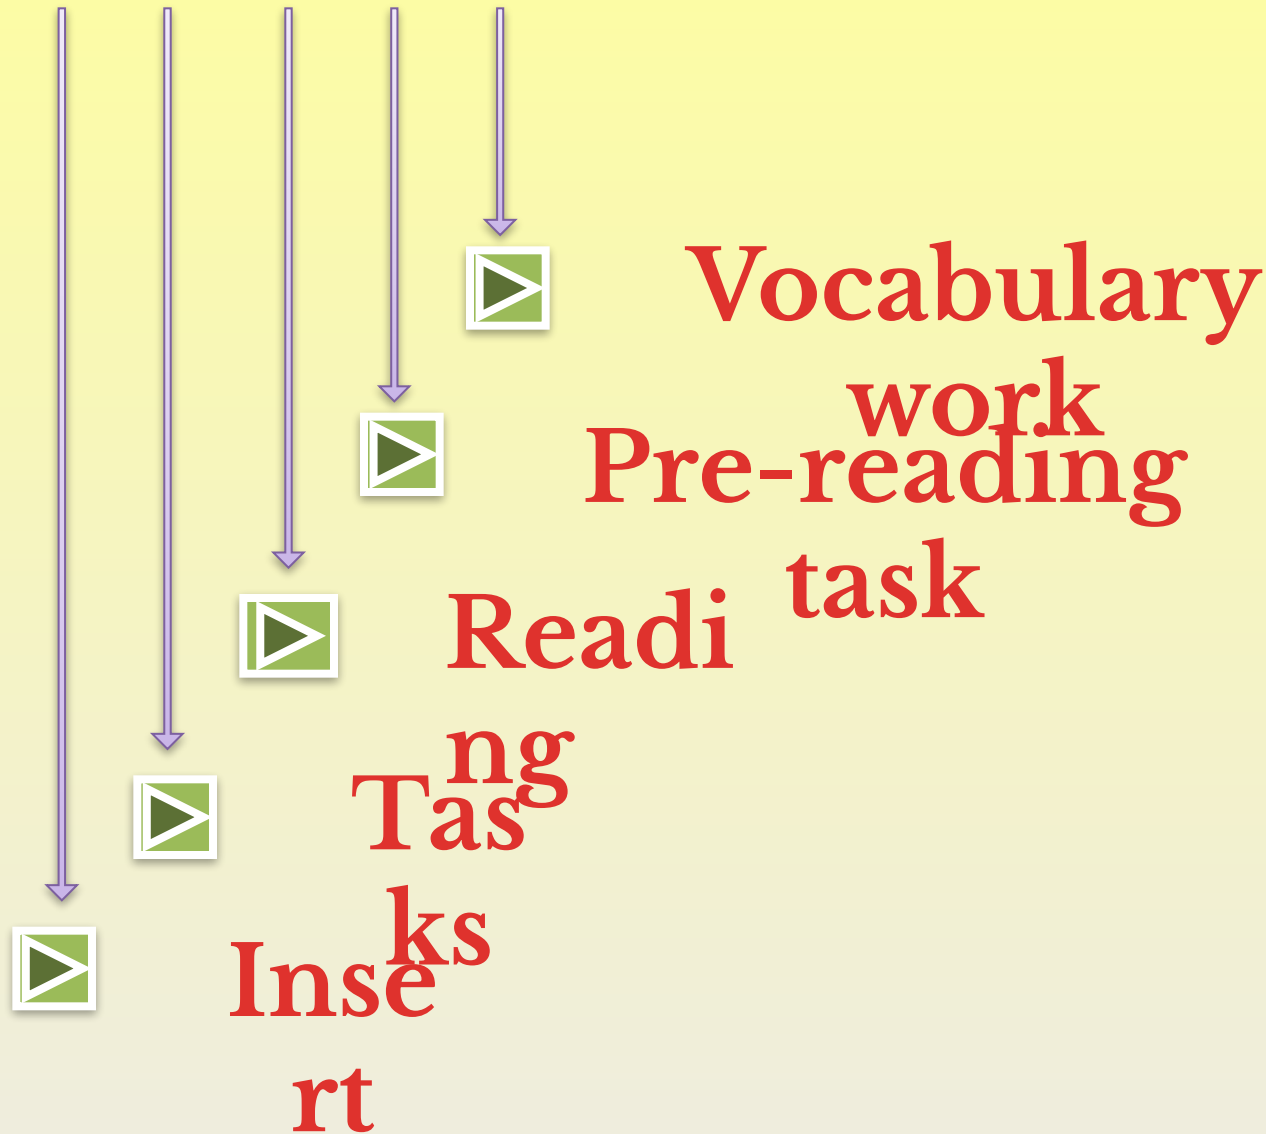 Vocabulary
work
Pre-reading
task
Readi
ng
Tas
ks
Inse
rt